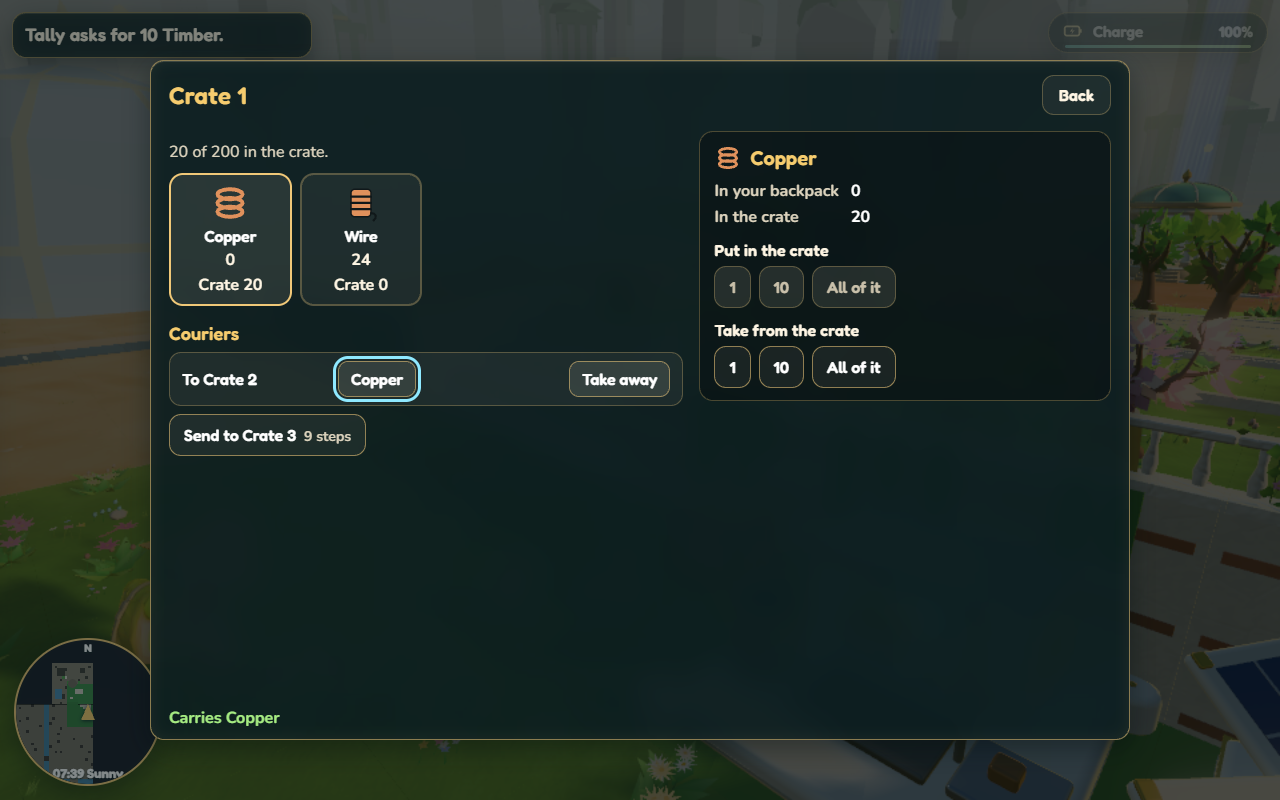 Tally asks for 10 Timber.
Charge 100%
Crate 1
Back
20 of 200 in the crate.
Copper
0
Crate 20
Wire
24
Crate 0
Couriers
To Crate 2 Copper Take away
Send to Crate 3 9 steps
Carries Copper
Copper
In your backpack 0
In the crate 20
Put in the crate
1 10 All of it
Take from the crate
1 10 All of it
N
07:39 Sunny